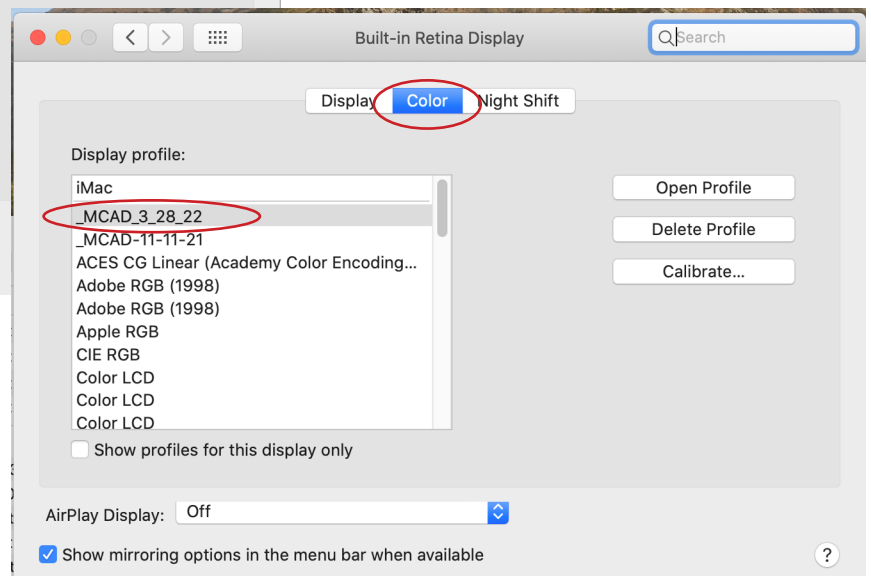 Built-in Retina Display
Search
Display
Color
Night Shift
Display profile:
iMac
_MCAD_3_28_22
_MCAD-11-11-21
ACES CG Linear (Academy Color Encoding...
Adobe RGB (1998)
Adobe RGB (1998)
Apple RGB
CIE RGB
Color LCD
Color LCD
Color LCD
Open Profile
Delete Profile
Calibrate...
Show profiles for this display only
AirPlay Display:
Off
Show mirroring options in the menu bar when available
?